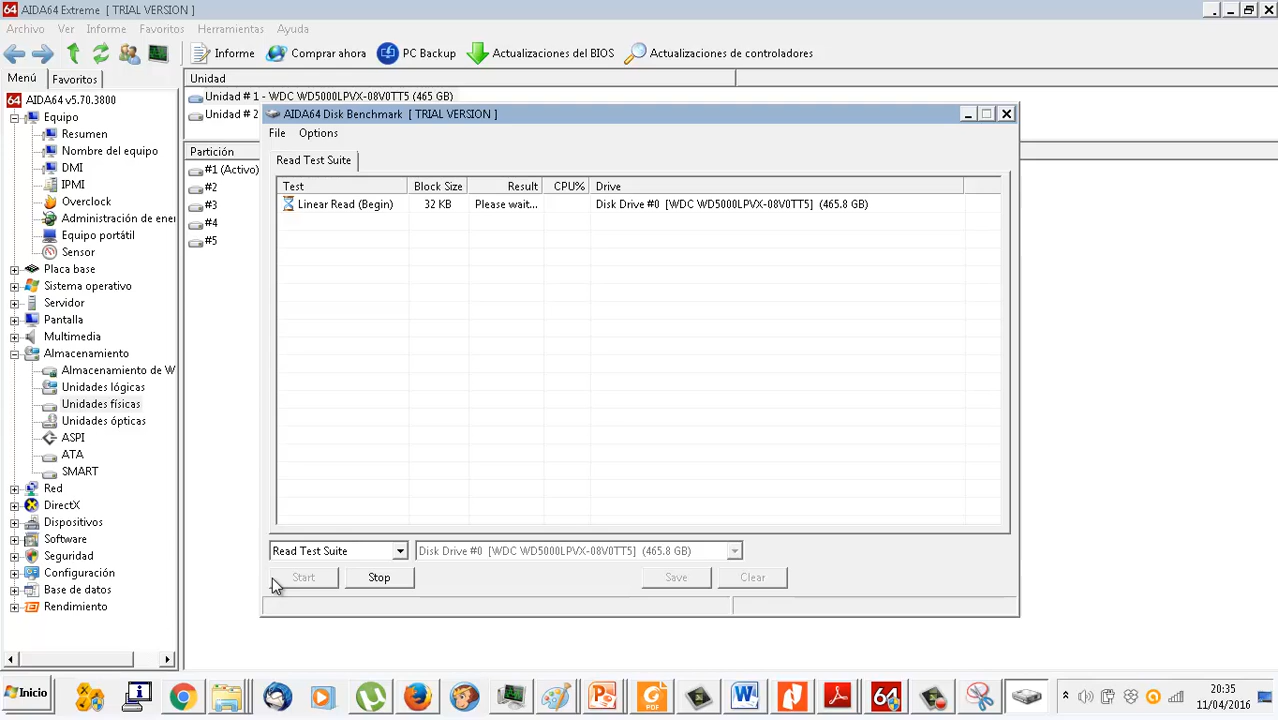 AIDA64 Extreme [ TRIAL VERSION ]
Archivo Ver Informe Favoritos Herramientas Ayuda
Informe Comprar ahora PC Backup Actualizaciones del BIOS Actualizaciones de controladores
Menú Favoritos
AIDA64 v5.70.3800
Equipo
Resumen
Nombre del equipo
DMI
IPMI
Overclock
Administración de ener
Equipo portátil
Sensor
Placa base
Sistema operativo
Servidor
Pantalla
Multimedia
Almacenamiento
Almacenamiento de W
Unidades lógicas
Unidades físicas
Unidades ópticas
ASPI
ATA
SMART
Red
DirectX
Dispositivos
Software
Seguridad
Configuración
Base de datos
Rendimiento
Unidad
Unidad # 1 - WDC WD5000LPVX-08V0TT5 (465 GB)
Unidad # 2
Partición
#1 (Activo)
#2
#3
#4
#5
AIDA64 Disk Benchmark [ TRIAL VERSION ]
File Options
Read Test Suite
Test Block Size Result CPU% Drive
Linear Read (Begin) 32 KB Please wait... Disk Drive #0 [WDC WD5000LPVX-08V0TT5] (465.8 GB)
Read Test Suite Disk Drive #0 [WDC WD5000LPVX-08V0TT5] (465.8 GB)
Start Stop Save Clear
Inicio
20:35
11/04/2016